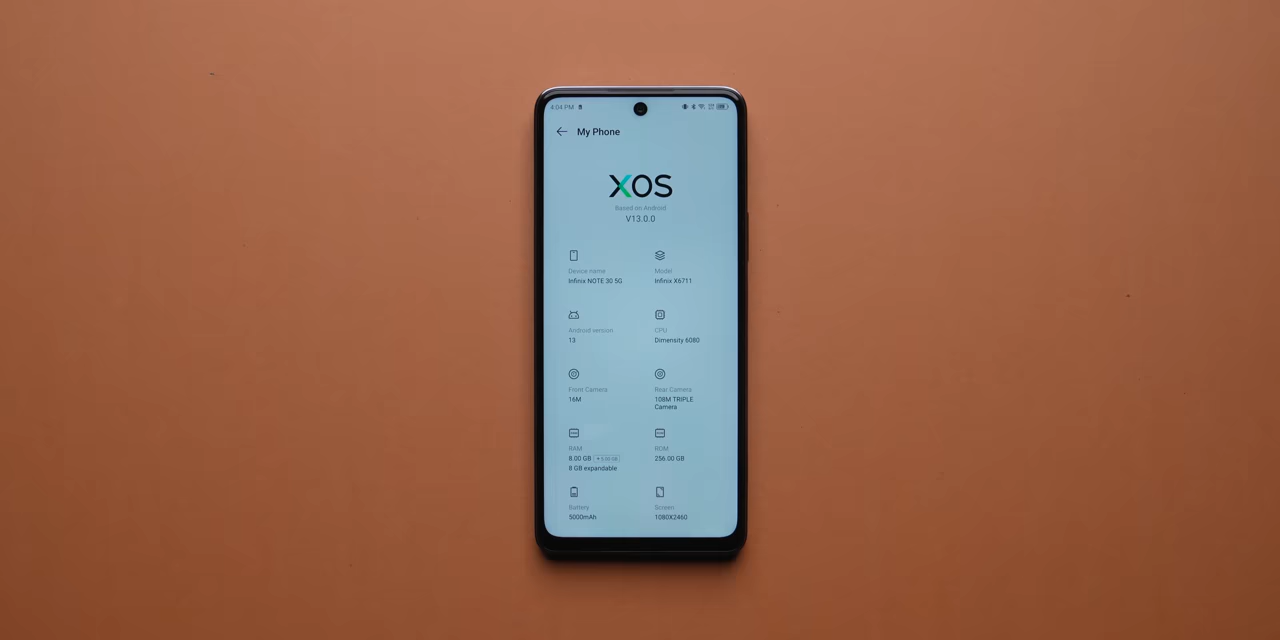 4:04 PM
My Phone
XOS
Based on Android
V13.0.0
Device name
Model
Infinix NOTE 30 5G
Infinix X6711
Android version
CPU
13
Dimensity 6080
Front Camera
Rear Camera
16M
108M TRIPLE
Camera
RAM
ROM
8.00 GB
256.00 GB
8 GB expandable
Battery
Screen
5000mAh
1080X2460